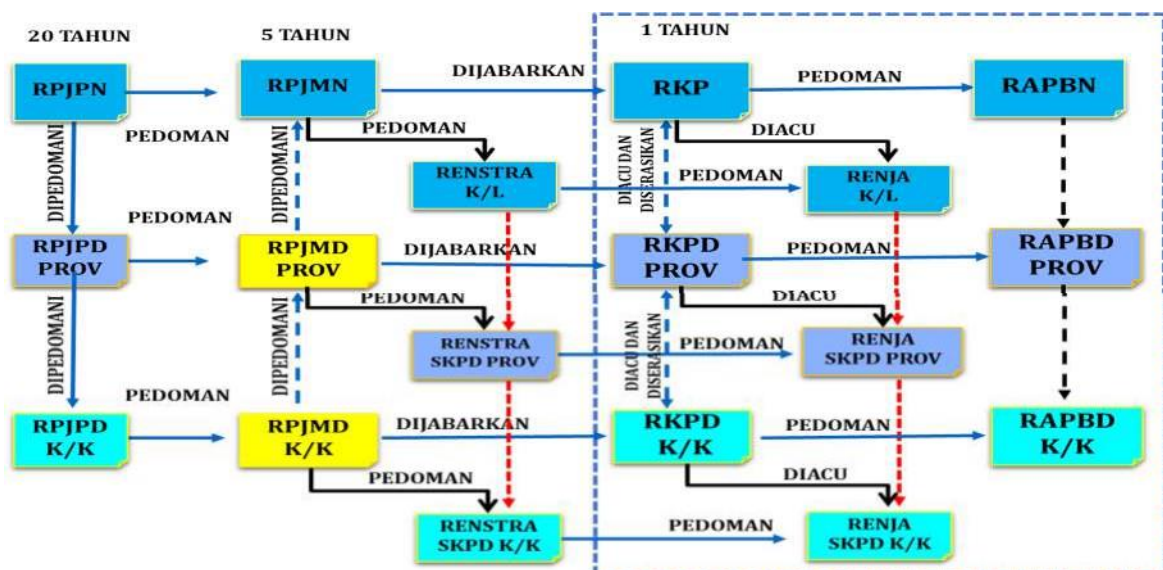 20 TAHUN
5 TAHUN
1 TAHUN
RPJPN
RPJMN
DIJABARKAN
RKP
PEDOMAN
RAPBN
PEDOMAN
PEDOMAN
DIACU
DIPEDOMANI
DIPEDOMANI
RENSTRA
K/L
PEDOMAN
DIACU DAN
DISERASIKAN
RENJA
K/L
PEDOMAN
RPJPD
PROV
RPJMD
PROV
DIJABARKAN
RKPD
PROV
PEDOMAN
RAPBD
PROV
PEDOMAN
DIACU
DIPEDOMANI
DIPEDOMANI
RENSTRA
SKPD PROV
PEDOMAN
DIACU DAN
DISERASIKAN
RENJA
SKPD PROV
PEDOMAN
RPJPD
K/K
RPJMD
K/K
DIJABARKAN
RKPD
K/K
PEDOMAN
RAPBD
K/K
PEDOMAN
DIACU
RENSTRA
SKPD K/K
PEDOMAN
RENJA
SKPD K/K